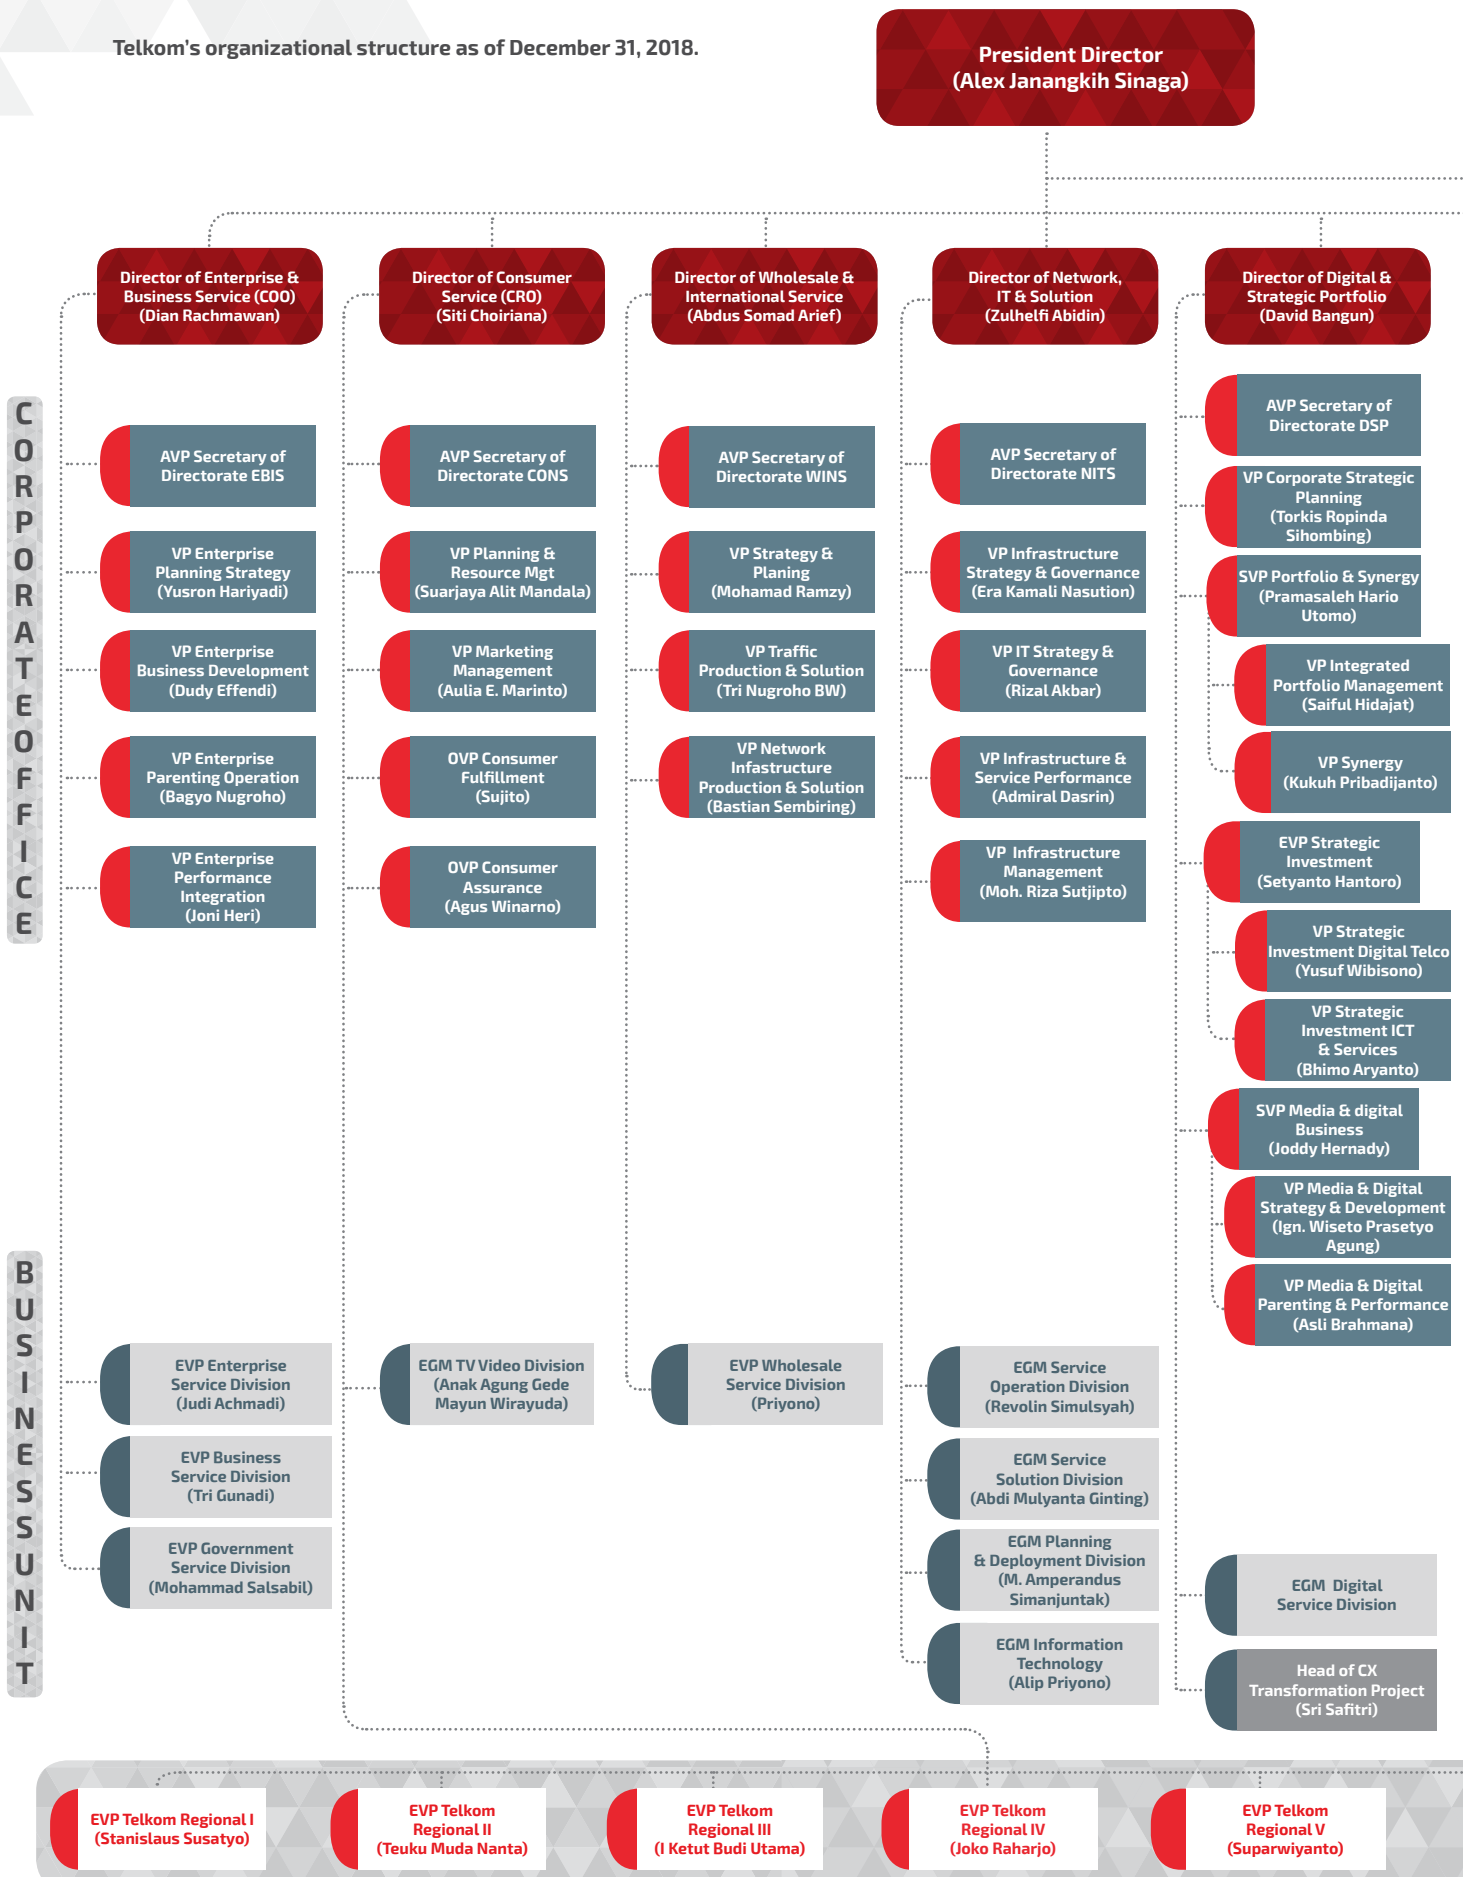 Telkom's organizational structure as of December 31, 2018.
President Director
(Alex Janangkih Sinaga)
Director of Enterprise &
Business Service (COO)
(Dian Rachmawan)
Director of Consumer
Service (CRO)
(Siti Choiriana)
Director of Wholesale &
International Service
(Abdus Somad Arief)
Director of Network,
IT & Solution
(Zulhelfi Abidin)
Director of Digital &
Strategic Portfolio
(David Bangun)
CORPORATE OFFICE
AVP Secretary of
Directorate EBIS
VP Enterprise
Planning Strategy
(Yusron Hariyadi)
VP Enterprise
Business Development
(Dudy Effendi)
VP Enterprise
Parenting Operation
(Bagyo Nugroho)
VP Enterprise
Performance
Integration
(Joni Heri)
AVP Secretary of
Directorate CONS
VP Planning &
Resource Mgt
(Suarjaya Alit Mandala)
VP Marketing
Management
(Aulia E. Marinto)
OVP Consumer
Fulfillment
(Sujito)
OVP Consumer
Assurance
(Agus Winarno)
AVP Secretary of
Directorate WINS
VP Strategy &
Planing
(Mohamad Ramzy)
VP Traffic
Production & Solution
(Tri Nugroho BW)
VP Network
Infastructure
Production & Solution
(Bastian Sembiring)
AVP Secretary of
Directorate NITS
VP Infrastructure
Strategy & Governance
(Era Kamali Nasution)
VP IT Strategy &
Governance
(Rizal Akbar)
VP Infrastructure &
Service Performance
(Admiral Dasrin)
VP Infrastructure
Management
(Moh. Riza Sutjipto)
AVP Secretary of
Directorate DSP
VP Corporate Strategic
Planning
(Torkis Ropinda
Sihombing)
SVP Portfolio & Synergy
(Pramasaleh Hario
Utomo)
VP Integrated
Portfolio Management
(Saiful Hidajat)
VP Synergy
(Kukuh Pribadijanto)
EVP Strategic
Investment
(Setyanto Hantoro)
VP Strategic
Investment Digital Telco
(Yusuf Wibisono)
VP Strategic
Investment ICT
& Services
(Bhimo Aryanto)
SVP Media & digital
Business
(Joddy Hernady)
VP Media & Digital
Strategy & Development
(Ign. Wiseto Prasetyo
Agung)
VP Media & Digital
Parenting & Performance
(Asli Brahmana)
BUSINESS UNIT
EVP Enterprise
Service Division
(Judi Achmadi)
EVP Business
Service Division
(Tri Gunadi)
EVP Government
Service Division
(Mohammad Salsabil)
EGM TV Video Division
(Anak Agung Gede
Mayun Wirayuda)
EVP Wholesale
Service Division
(Priyono)
EGM Service
Operation Division
(Revolin Simulsyah)
EGM Service
Solution Division
(Abdi Mulyanta Ginting)
EGM Planning
& Deployment Division
(M. Amperandus
Simanjuntak)
EGM Information
Technology
(Alip Priyono)
EGM Digital
Service Division
Head of CX
Transformation Project
(Sri Safitri)
EVP Telkom Regional I
(Stanislaus Susatyo)
EVP Telkom
Regional II
(Teuku Muda Nanta)
EVP Telkom
Regional III
(I Ketut Budi Utama)
EVP Telkom
Regional IV
(Joko Raharjo)
EVP Telkom
Regional V
(Suparwiyanto)